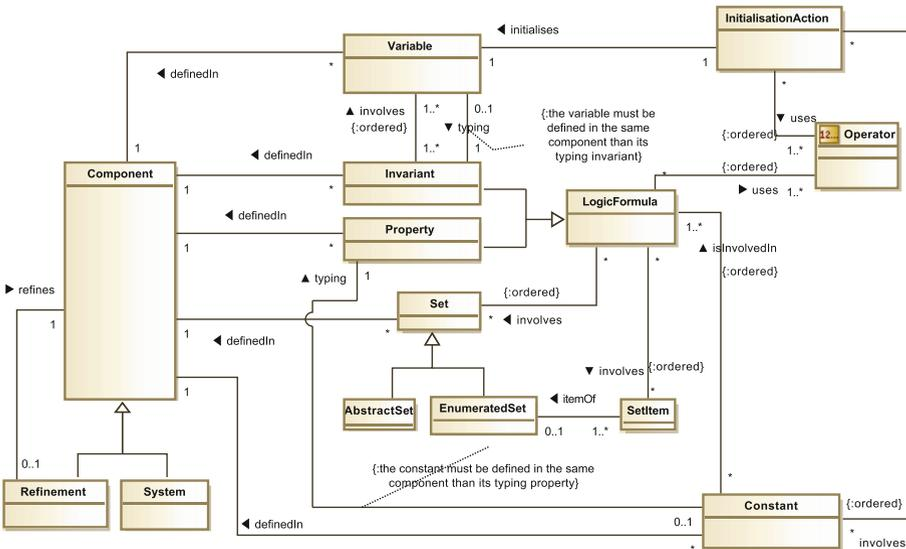 InitialisationAction
◄ initialises
Variable
*
◄ definedIn
*
1
1
*
▲ involves
1..*
0..1
{:ordered}
▼ typing
{:the variable must be
defined in the same
component than its
typing invariant}
▼ uses
{:ordered}
12... Operator
1..*
1
◄ definedIn
1..*
1
Component
Invariant
*
{:ordered}
1
*
► uses
1..*
LogicFormula
◄ definedIn
Property
1..*
1
*
▲ isInvolvedIn
*
*
{:ordered}
▲ typing
1
► refines
{:ordered}
Set
1
*
◄ involves
1
*
◄ definedIn
▼ involves
{:ordered}
1
*
◄ itemOf
AbstractSet
EnumeratedSet
SetItem
0..1
1..*
0..1
{:the constant must be defined in the same
component than its typing property}
*
Refinement
System
Constant
{:ordered}
◄ definedIn
0..1
*
*
involves